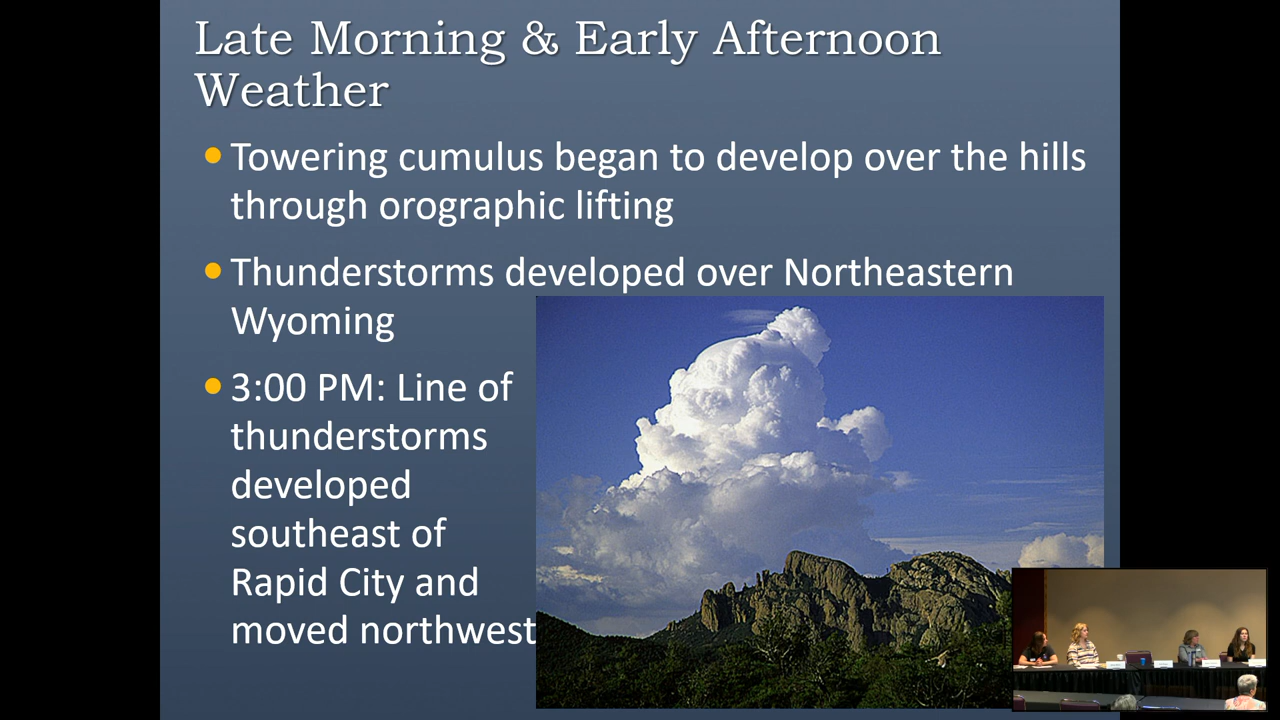 Late Morning & Early Afternoon
Weather
Towering cumulus began to develop over the hills
through orographic lifting
Thunderstorms developed over Northeastern
Wyoming
3:00 PM: Line of
thunderstorms
developed
southeast of
Rapid City and
moved northwest